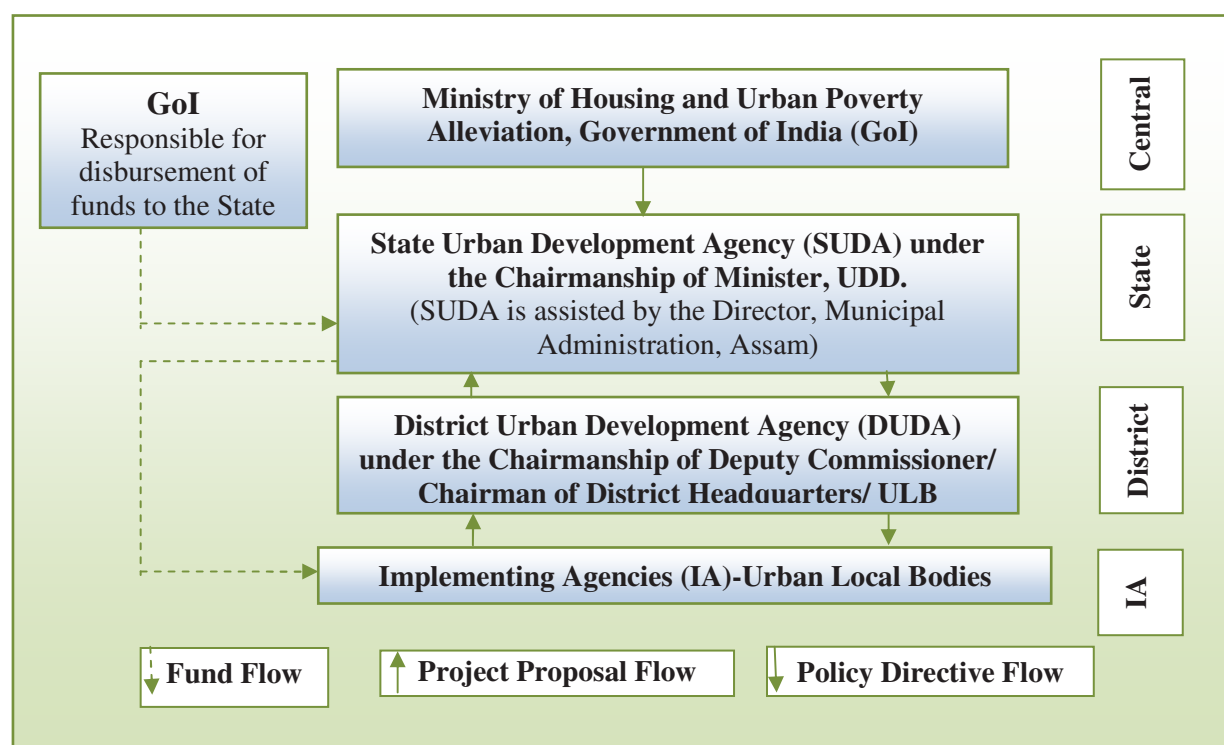 GoI
Responsible for
disbursement of
funds to the State
Ministry of Housing and Urban Poverty
Alleviation, Government of India (GoI)
Central
State Urban Development Agency (SUDA) under
the Chairmanship of Minister, UDD.
(SUDA is assisted by the Director, Municipal
Administration, Assam)
State
District Urban Development Agency (DUDA)
under the Chairmanship of Deputy Commissioner/
Chairman of District Headquarters/ ULB
District
Implementing Agencies (IA)-Urban Local Bodies
IA
Fund Flow
Project Proposal Flow
Policy Directive Flow